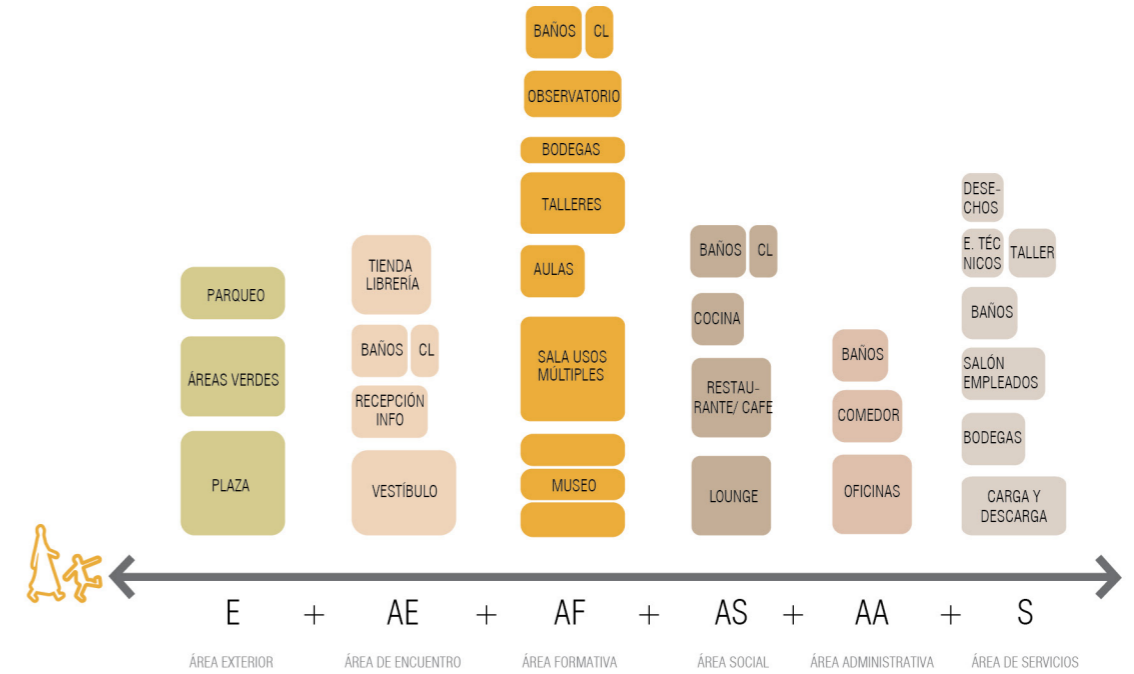 BAÑOS CL
OBSERVATORIO
BODEGAS
TALLERES
AULAS
SALA USOS
MÚLTIPLES
MUSEO
PARQUEO
ÁREAS VERDES
PLAZA
TIENDA
LIBRERÍA
BAÑOS CL
RECEPCIÓN
INFO
VESTÍBULO
BAÑOS CL
COCINA
RESTAU-
RANTE/ CAFE
LOUNGE
BAÑOS
COMEDOR
OFICINAS
DESE-
CHOS
E. TÉC
NICOS
TALLER
BAÑOS
SALÓN
EMPLEADOS
BODEGAS
CARGA Y
DESCARGA
E + AE + AF + AS + AA + S
ÁREA EXTERIOR ÁREA DE ENCUENTRO ÁREA FORMATIVA ÁREA SOCIAL ÁREA ADMINISTRATIVA ÁREA DE SERVICIOS